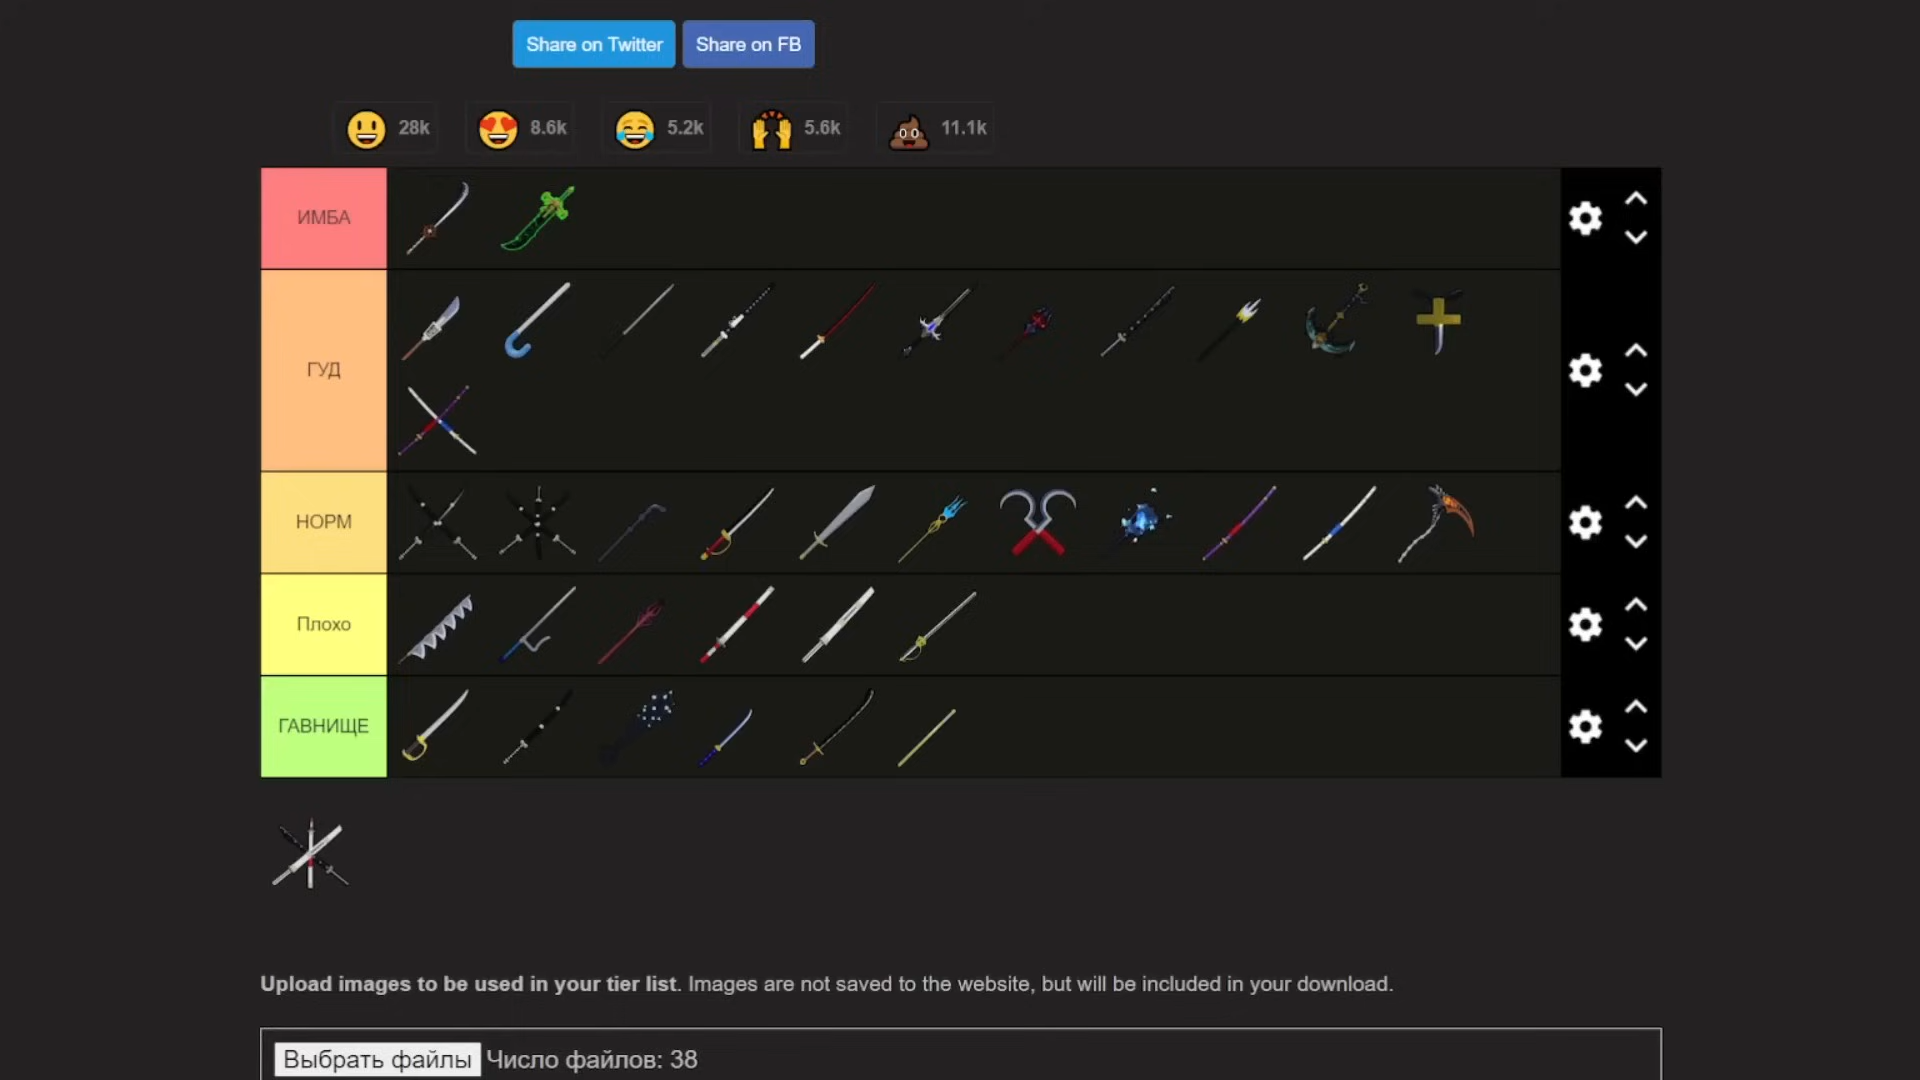 Share on Twitter Share on FB
28k 8.6k 5.2k 5.6k 11.1k
ИМБА
ГУД
НОРМ
Плохо
ГАВНИЩЕ
Upload images to be used in your tier list. Images are not saved to the website, but will be included in your download.
Выбрать файлы Число файлов: 38